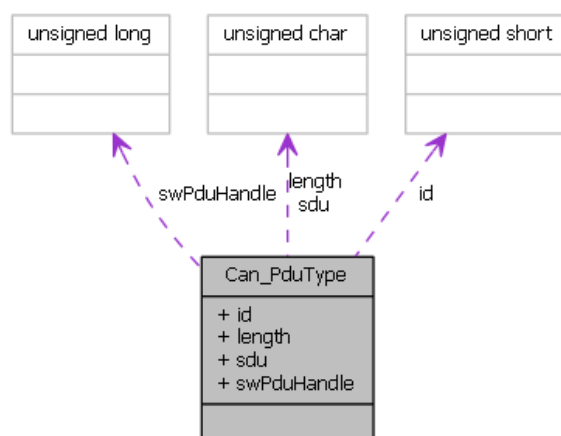 unsigned long
unsigned char
unsigned short
swPduHandle
length
sdu
id
Can_PduType
+ id
+ length
+ sdu
+ swPduHandle